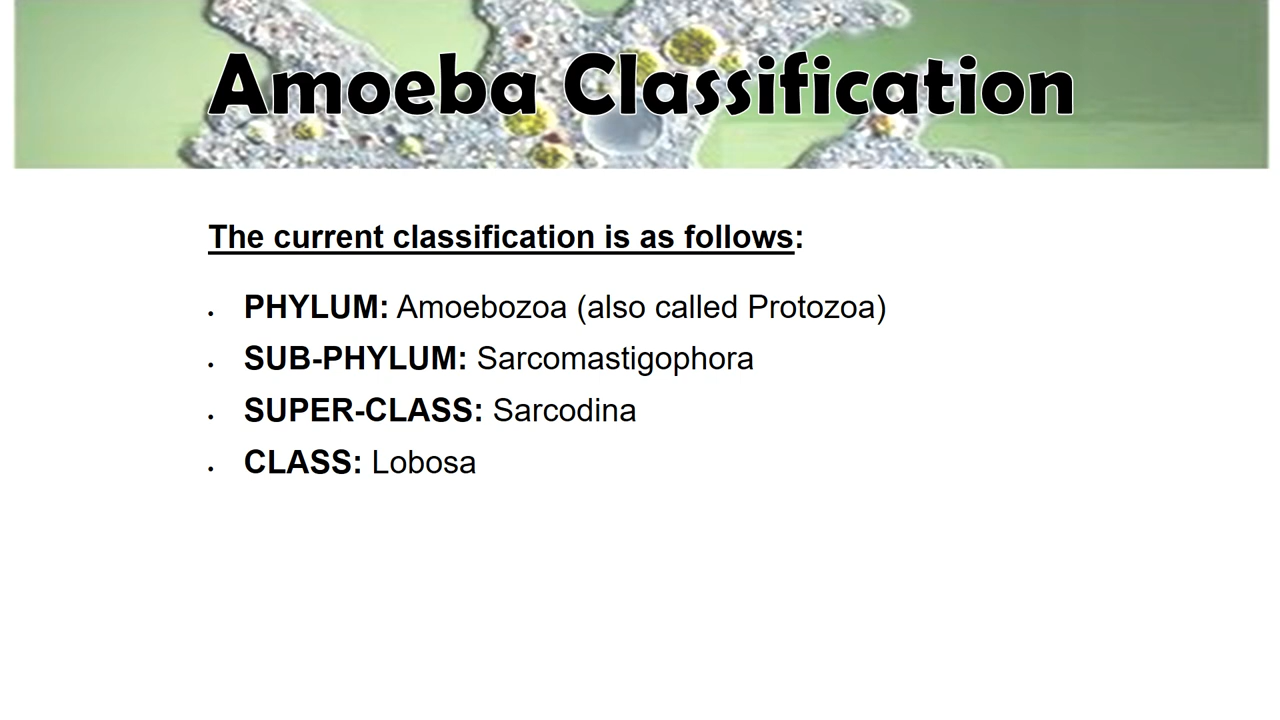 Amoeba Classification
The current classification is as follows:
• PHYLUM: Amoebozoa (also called Protozoa)
• SUB-PHYLUM: Sarcomastigophora
• SUPER-CLASS: Sarcodina
• CLASS: Lobosa